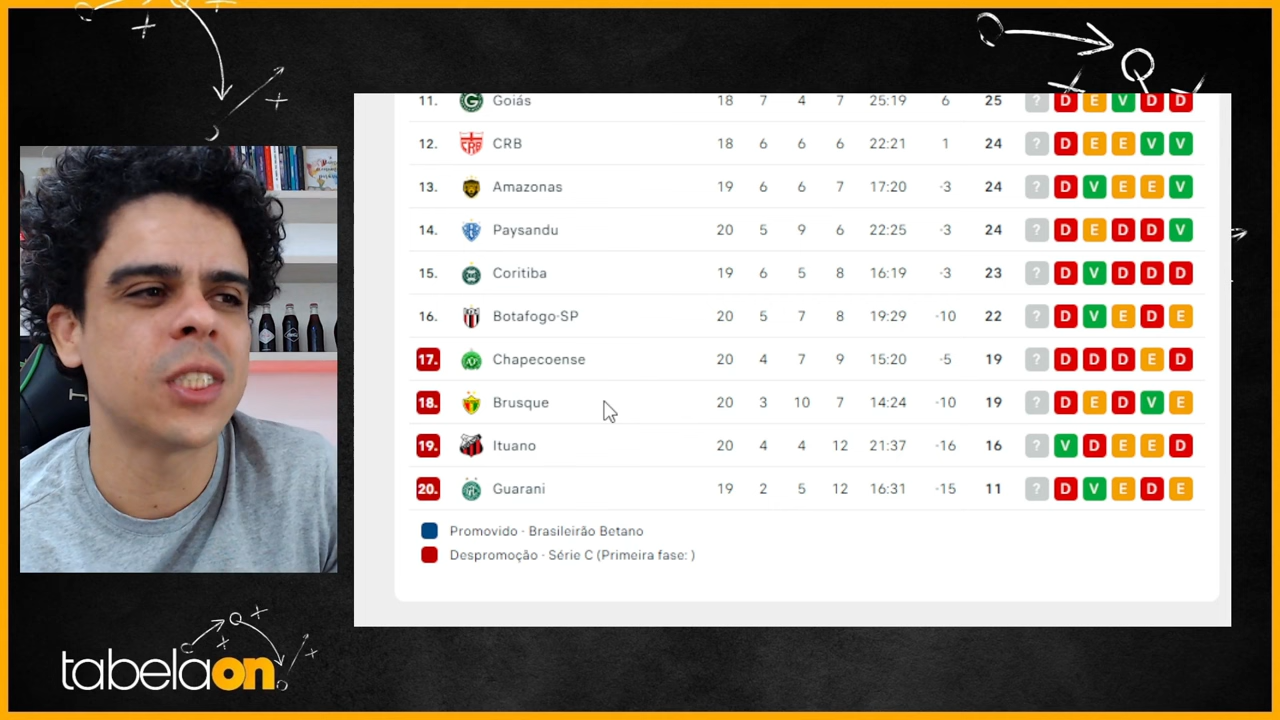 11. Goiás 18 7 4 7 25:19 6 25 ? D E V D D
12. CRB 18 6 6 6 22:21 1 24 ? D E E V V
13. Amazonas 19 6 6 7 17:20 -3 24 ? D V E E V
14. Paysandu 20 5 9 6 22:25 -3 24 ? D E D D V
15. Coritiba 19 6 5 8 16:19 -3 23 ? D V D D D
16. Botafogo-SP 20 5 7 8 19:29 -10 22 ? D V E D E
17. Chapecoense 20 4 7 9 15:20 -5 19 ? D D D E D
18. Brusque 20 3 10 7 14:24 -10 19 ? D E D V E
19. Ituano 20 4 4 12 21:37 -16 16 ? V D E E D
20. Guarani 19 2 5 12 16:31 -15 11 ? D V E D E
Promovido - Brasileirão Betano
Despromoção - Série C (Primeira fase: )
tabelaon